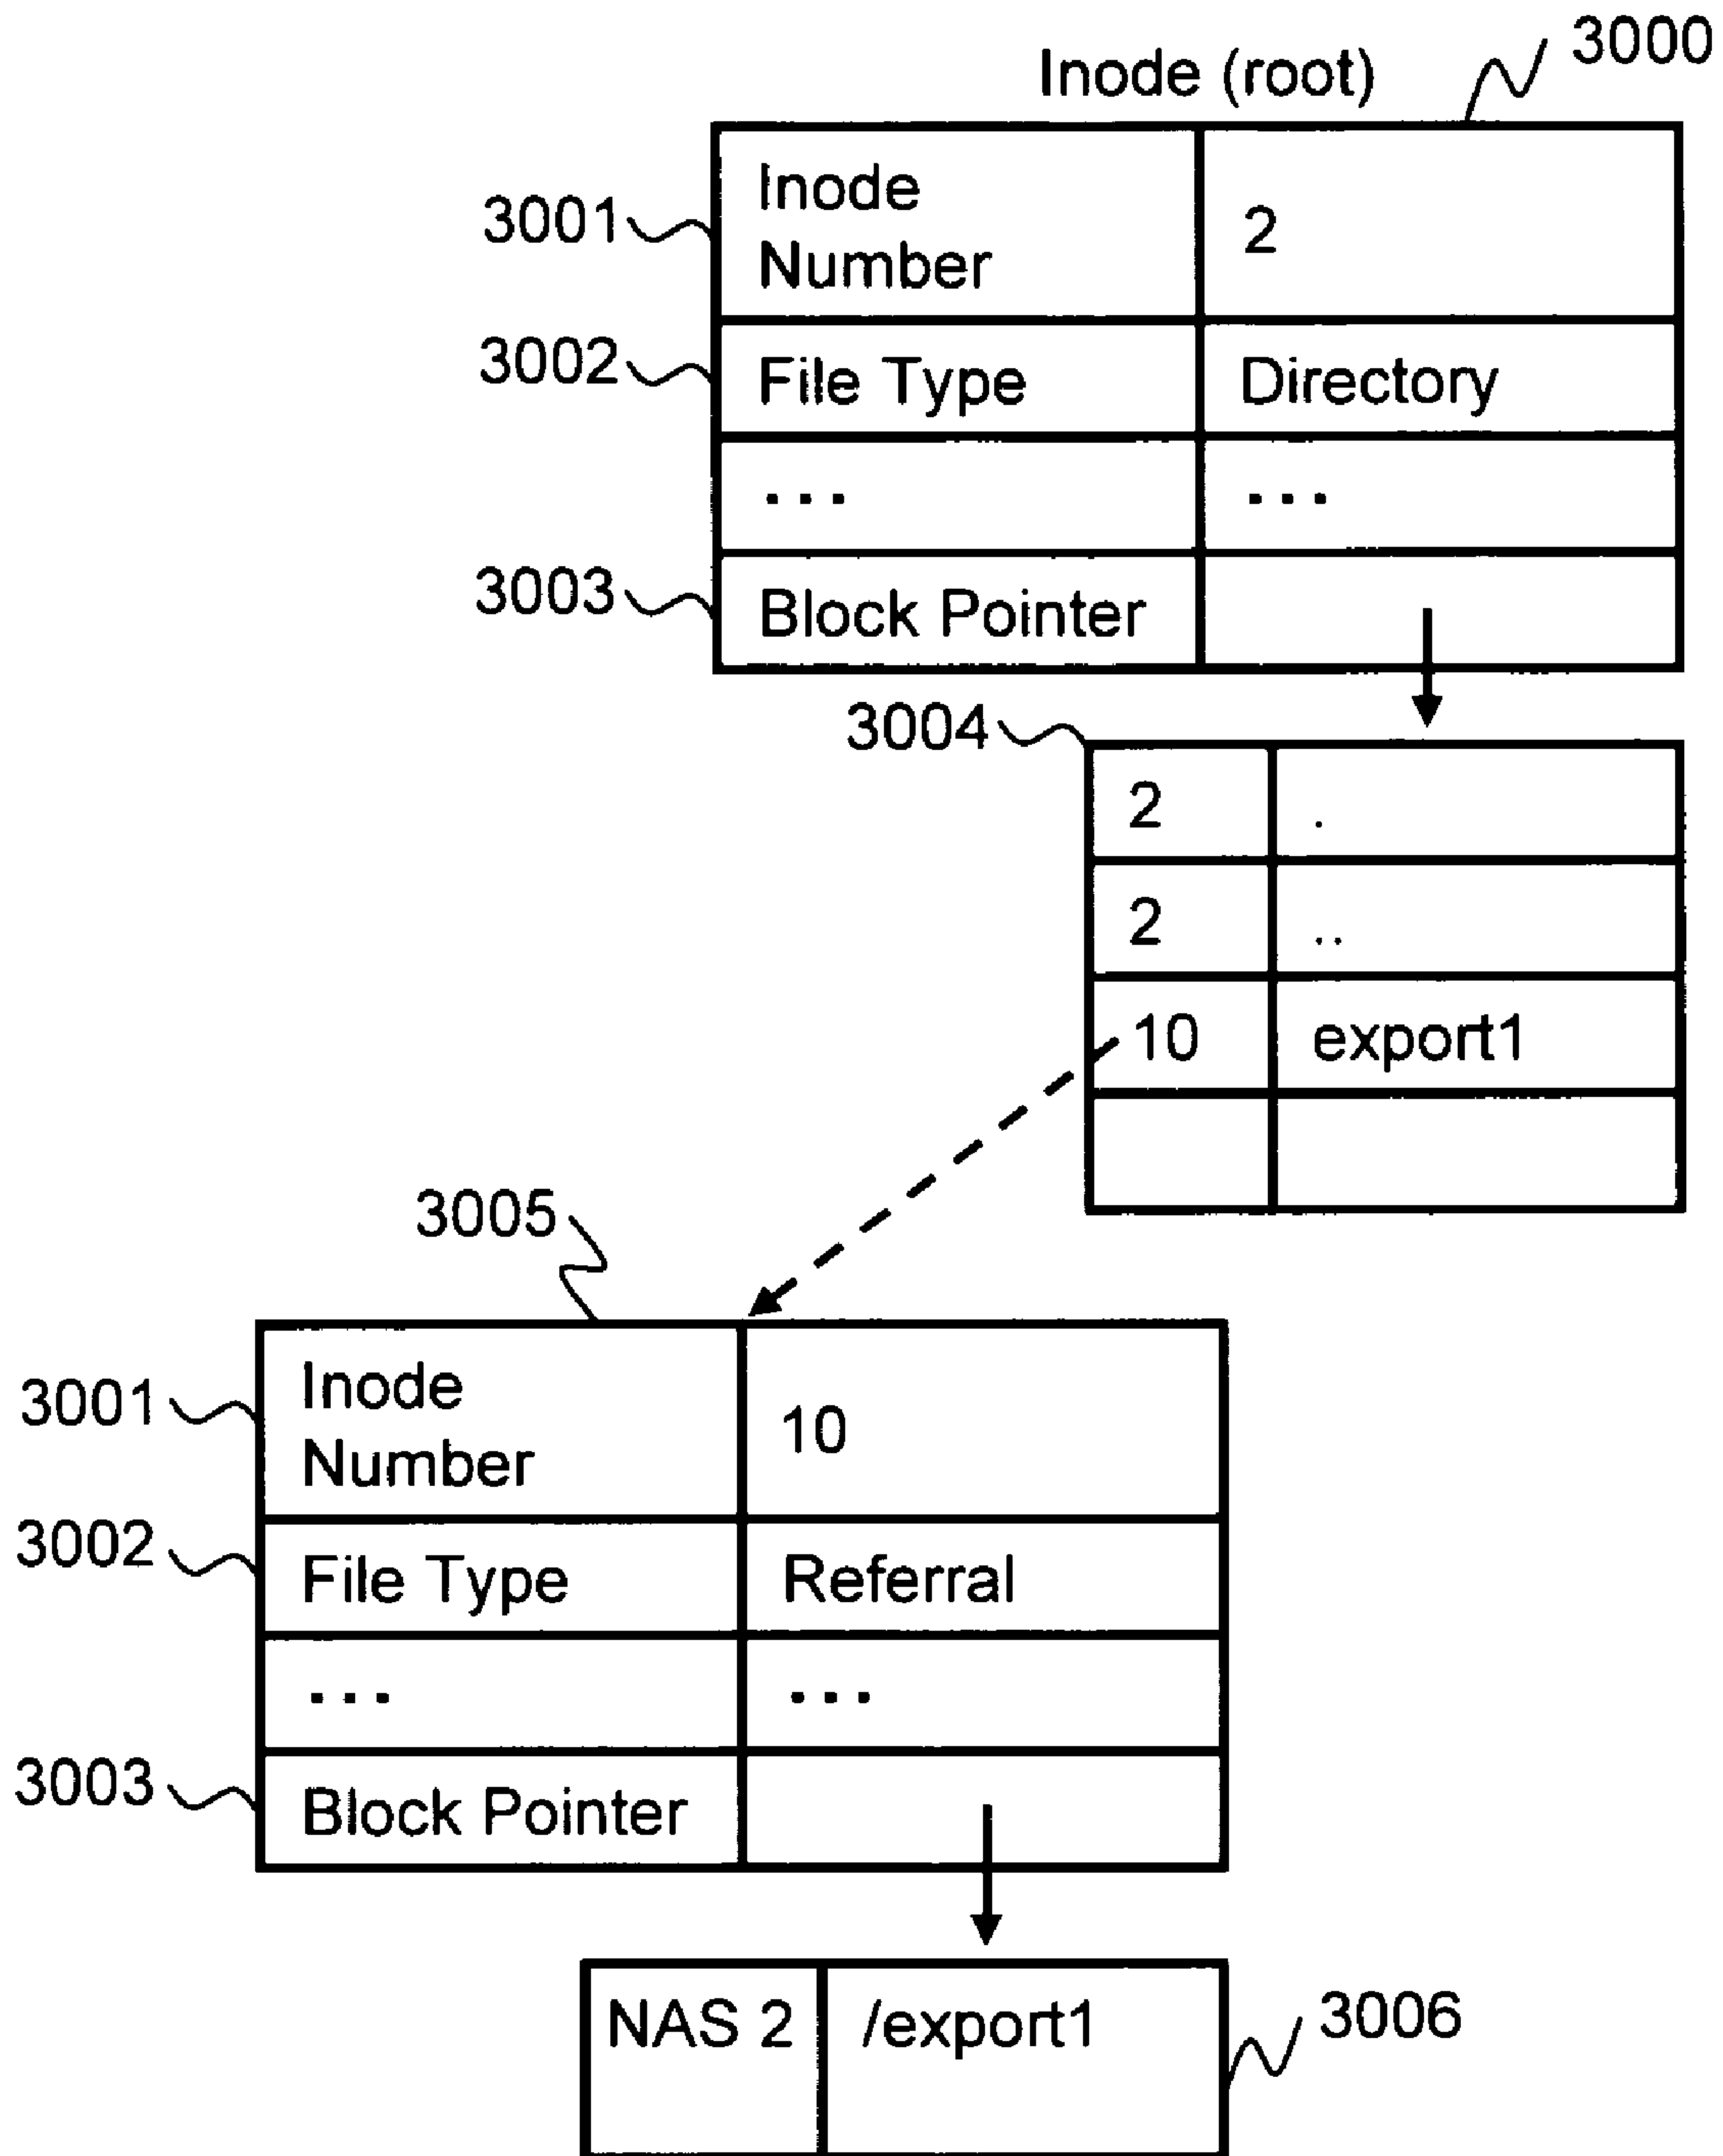 3000
Inode (root)
3001
Inode
Number
2
3002
File Type
Directory
...
...
3003
Block Pointer
3004
2
.
2
..
10
export1
3005
3001
Inode
Number
10
3002
File Type
Referral
...
...
3003
Block Pointer
NAS 2
/export1
3006